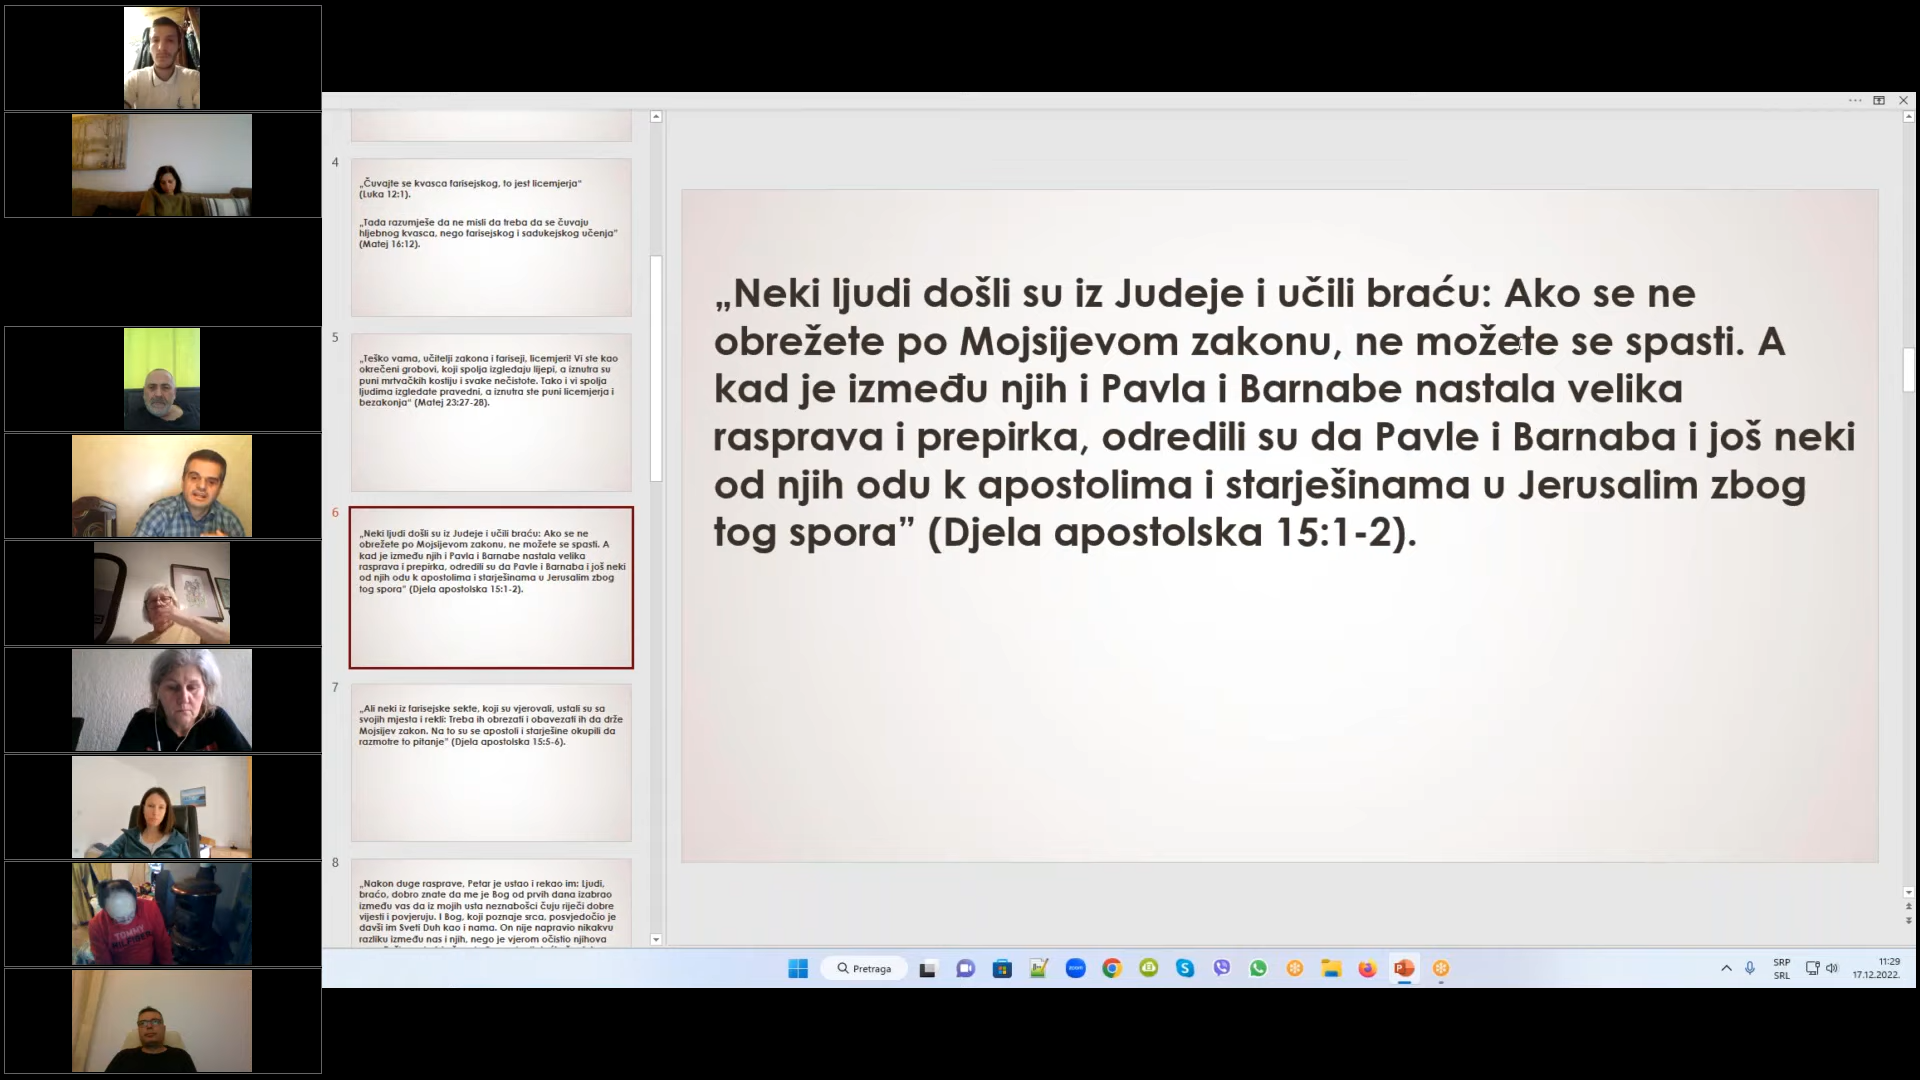 4
„Čuvajte se kvasca farisejskog, to jest licemjerja“
(Luka 12:1).
„Tada razumješe da ne misli da treba da se čuvaju
hljebnog kvasca, nego farisejskog i sadukejskog učenja”
(Matej 16:12).
5
„Teško vama, učitelji zakona i fariseji, licemjeri! Vi ste kao
okrečeni grobovi, koji spolja izgledaju lijepi, a iznutra su
puni mrtvačkih kostiju i svake nečistote. Tako i vi spolja
ljudima izgledate pravedni, a iznutra ste puni licemjerja i
bezakonja“ (Matej 23:27-28).
6
„Neki ljudi došli su iz Judeje i učili braću: Ako se ne
obrežete po Mojsijevom zakonu, ne možete se spasti. A
kad je između njih i Pavla i Barnabe nastala velika
rasprava i prepirka, odredili su da Pavle i Barnaba i još neki
od njih odu k apostolima i starješinama u Jerusalim zbog
tog spora” (Djela apostolska 15:1-2).
7
„Ali neki iz farisejske sekte, koji su vjerovali, ustali su sa
svojih mjesta i rekli: Treba ih obrezati i obavezati ih da drže
Mojsijev zakon. Na to su se apostoli i starješine okupili da
razmotre to pitanje” (Djela apostolska 15:5-6).
8
„Nakon duge rasprave, Petar je ustao i rekao im: Ljudi,
braćo, dobro znate da me je Bog od prvih dana izabrao
između vas da iz mojih usta neznabošci čuju riječi dobre
vijesti i povjeruju. I Bog, koji poznaje srca, posvjedočio je
davši im Sveti Duh kao i nama. On nije napravio nikakvu
razliku između nas i njih, nego je vjerom očistio njihova
„Neki ljudi došli su iz Judeje i učili braću: Ako se ne
obrežete po Mojsijevom zakonu, ne možete se spasti. A
kad je između njih i Pavla i Barnabe nastala velika
rasprava i prepirka, odredili su da Pavle i Barnaba i još neki
od njih odu k apostolima i starješinama u Jerusalim zbog
tog spora” (Djela apostolska 15:1-2).
TOMMY
Pretraga
zoom
SRP
SRL
11:29
17.12.2022.